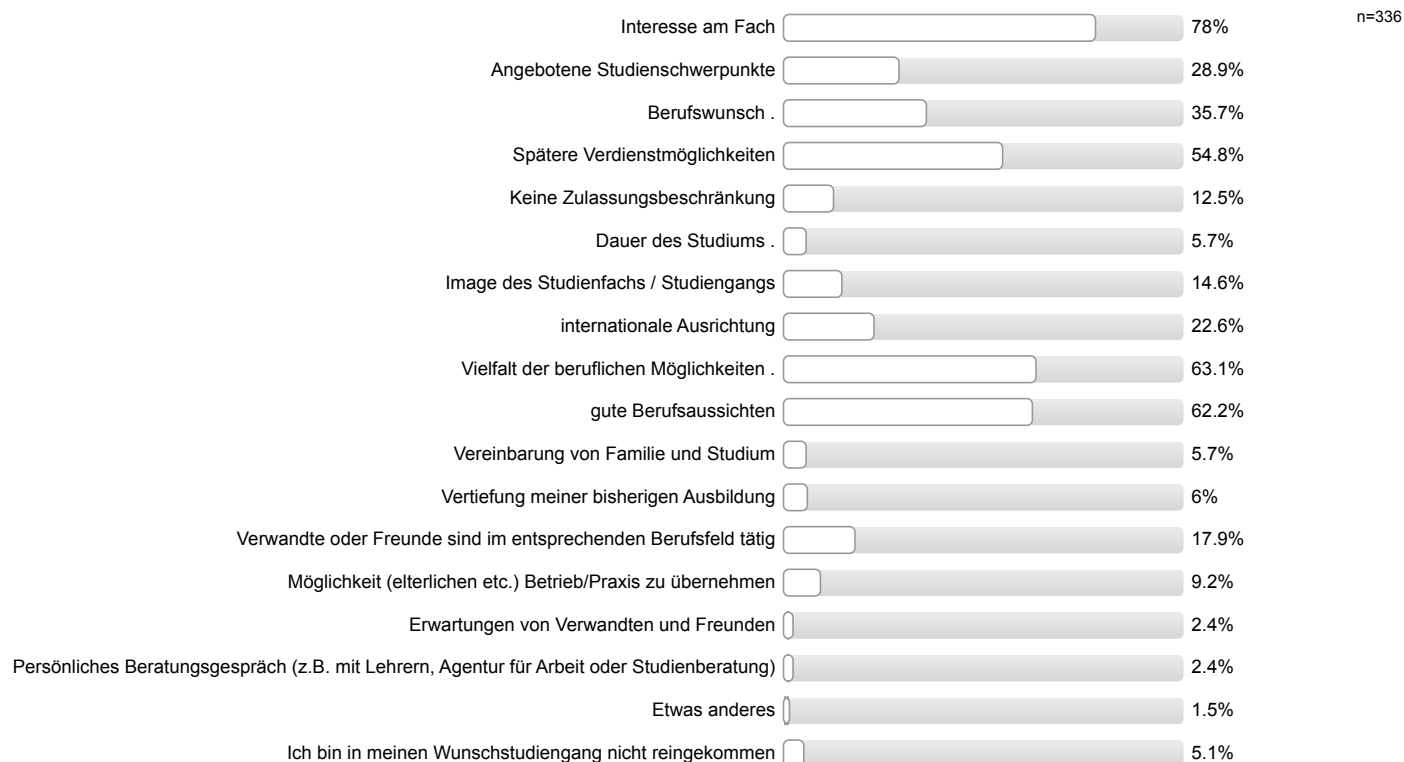 n=336
Interesse am Fach 78%
Angebotene Studienschwerpunkte 28.9%
Berufswunsch . 35.7%
Spätere Verdienstmöglichkeiten 54.8%
Keine Zulassungsbeschränkung 12.5%
Dauer des Studiums . 5.7%
Image des Studienfachs / Studiengangs 14.6%
internationale Ausrichtung 22.6%
Vielfalt der beruflichen Möglichkeiten . 63.1%
gute Berufsaussichten 62.2%
Vereinbarung von Familie und Studium 5.7%
Vertiefung meiner bisherigen Ausbildung 6%
Verwandte oder Freunde sind im entsprechenden Berufsfeld tätig 17.9%
Möglichkeit (elterlichen etc.) Betrieb/Praxis zu übernehmen 9.2%
Erwartungen von Verwandten und Freunden 2.4%
Persönliches Beratungsgespräch (z.B. mit Lehrern, Agentur für Arbeit oder Studienberatung) 2.4%
Etwas anderes 1.5%
Ich bin in meinen Wunschstudiengang nicht reingekommen 5.1%